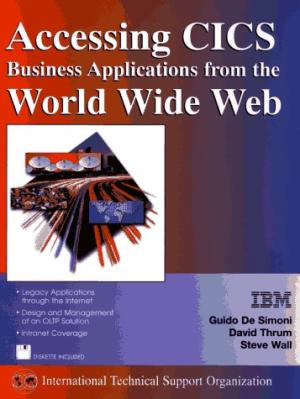 Accessing CICS
Business Applications from the
World Wide Web
• Legacy Applications
through the Internet
• Design and Management
of an OLTP Solution
• Intranet Coverage
DISKETTE INCLUDED
IBM
Guido De Simoni
David Thrum
Steve Wall
International Technical Support Organization